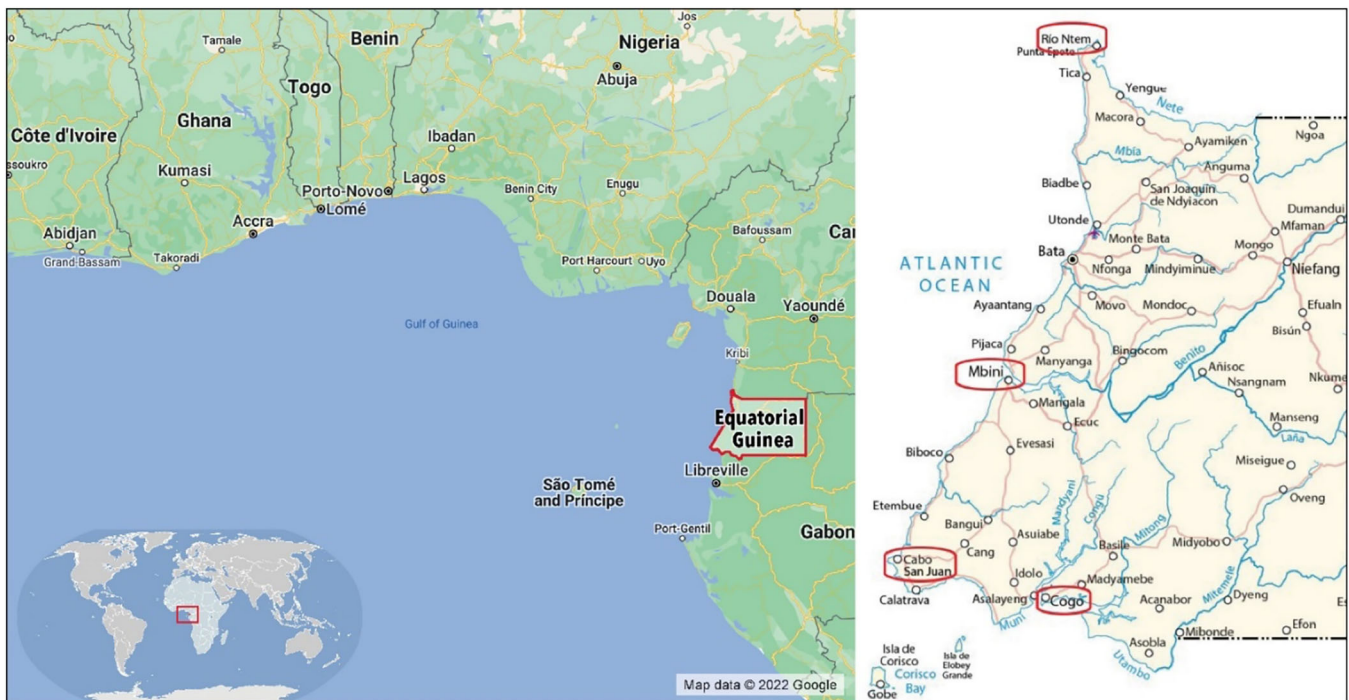 Jos
Tamale
Benin
Nigeria
Abuja
Togo
Ghana
Côte d'Ivoire
Ibadan
ssoukro
Kumasi
Porto-Novo
Lagos
Lomé
Benin City
Enugu
Accra
Abidjan
Grand-Bassam
Takoradi
Bafoussam
Port Harcourt
Uyo
Douala
Yaoundé
Gulf of Guinea
Kribi
Equatorial
Guinea
Libreville
São Tomé
and Príncipe
Port-Gentil
Gabon
Map data © 2022 Google
Río Ntem
Punta Epote
Tica
Yengue
Nete
Macora
Ngoa
Ayamiken
Mbia
Anguma
Biadbe
San Joaquin
de Ndyiacon
Utonde
Dumandui
Mfaman
Monte Bata
Mongo
Bata
Nfonga
Mindyiminue
Niefang
ATLANTIC
OCEAN
Ayaantang
Movo
Mondoc
Efualn
Bisún
Pijaca
Manyanga
Bingocom
Benito
Mbini
Añisoc
Nsangnam
Nkume
Mangala
Ecuc
Manseng
Laña
Evesasi
Biboco
Miseigue
Oveng
Etembue
Bangui
Mandyani
Congü
Mitong
Asuiabe
Cang
Basile
Midyobo
Cabo
San Juan
Idolo
Madyamebe
Mitemele
Calatrava
Asalayeng
Cogo
Acanabor
Dyeng
Muni
Mibonde
Efon
Asobla
Utambo
Isla de
Corisco
Isla de
Elobey
Grande
Corisco
Bay
Gobe